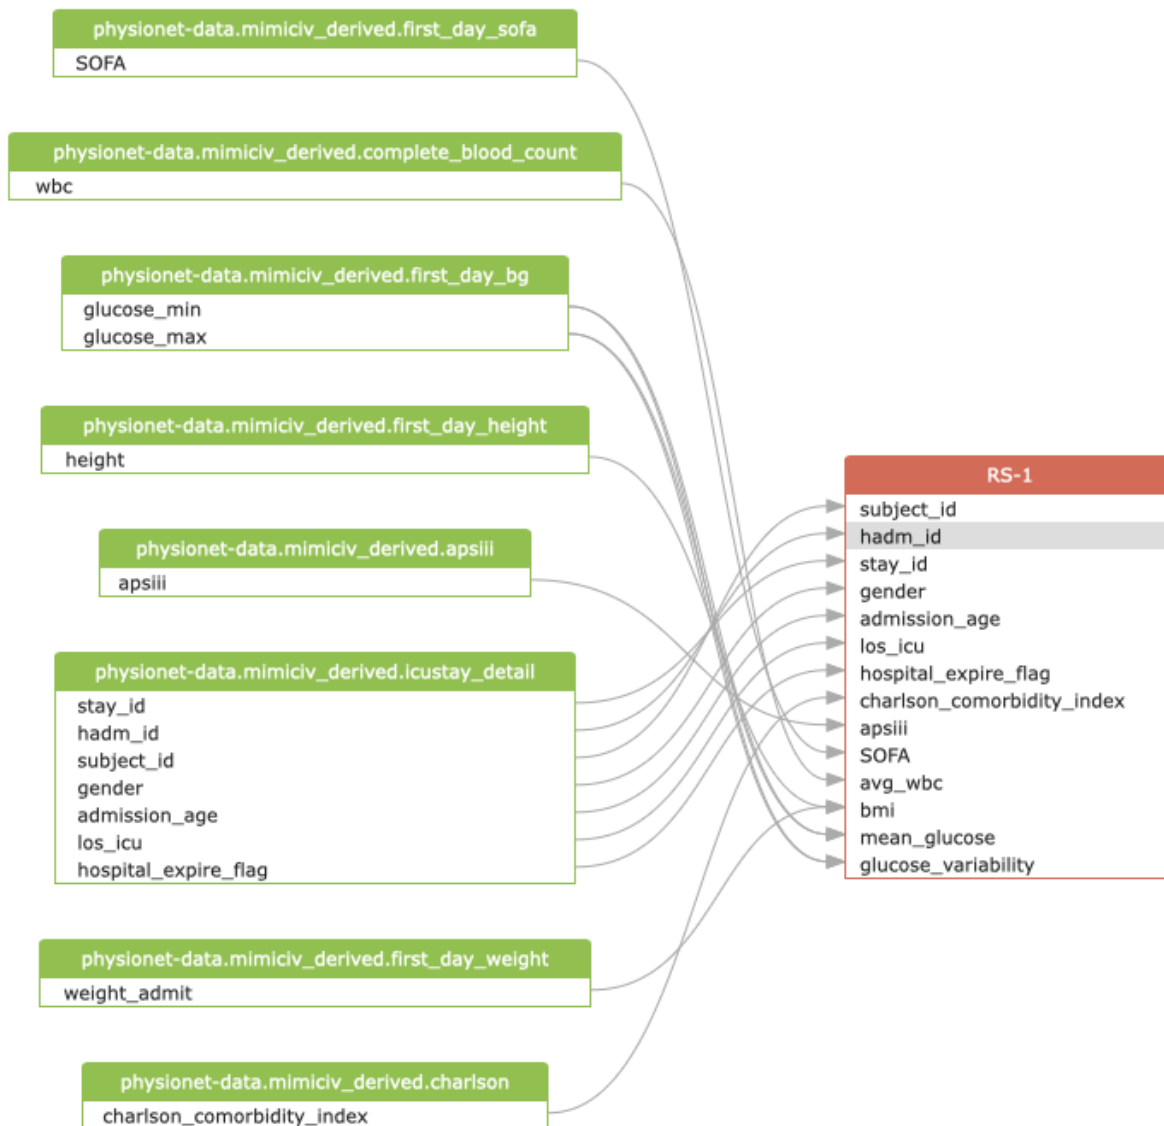 physionet-data.mimiciv_derived.first_day_sofa
SOFA
physionet-data.mimiciv_derived.complete_blood_count
wbc
physionet-data.mimiciv_derived.first_day_bg
glucose_min
glucose_max
physionet-data.mimiciv_derived.first_day_height
height
physionet-data.mimiciv_derived.apsiii
apsiii
physionet-data.mimiciv_derived.icustay_detail
stay_id
hadm_id
subject_id
gender
admission_age
los_icu
hospital_expire_flag
physionet-data.mimiciv_derived.first_day_weight
weight_admit
physionet-data.mimiciv_derived.charlson
charlson_comorbidity_index
RS-1
subject_id
hadm_id
stay_id
gender
admission_age
los_icu
hospital_expire_flag
charlson_comorbidity_index
apsiii
SOFA
avg_wbc
bmi
mean_glucose
glucose_variability